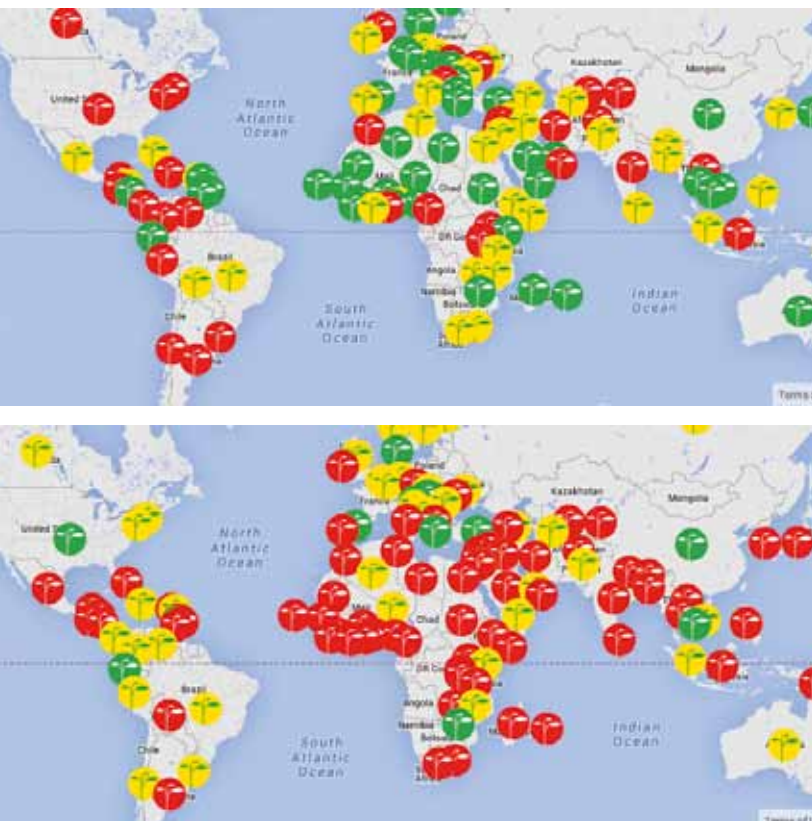 Poland
Kazakhstan
Mongolia
France
United S
North
Atlantic
Ocean
Mali
Chad
DR Co
Brazil
Angola
Namibia
Botsw
South
Atlantic
Ocean
Indian
Ocean
Chile
Terms
Poland
Kazakhstan
Mongolia
France
United S
North
Atlantic
Ocean
Mali
Chad
DR Co
Brazil
Angola
Namibia
Botsw
Indian
Ocean
South
Atlantic
Ocean
Chile